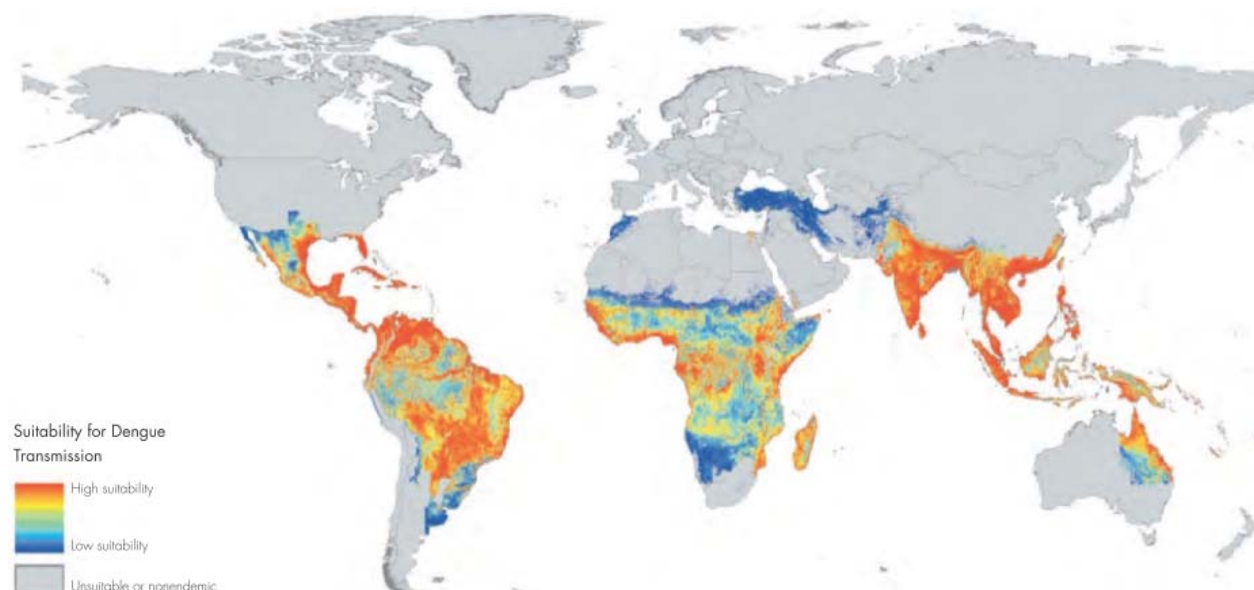 Suitability for Dengue
Transmission
High suitability
Low suitability
Unsuitable or nonendemic